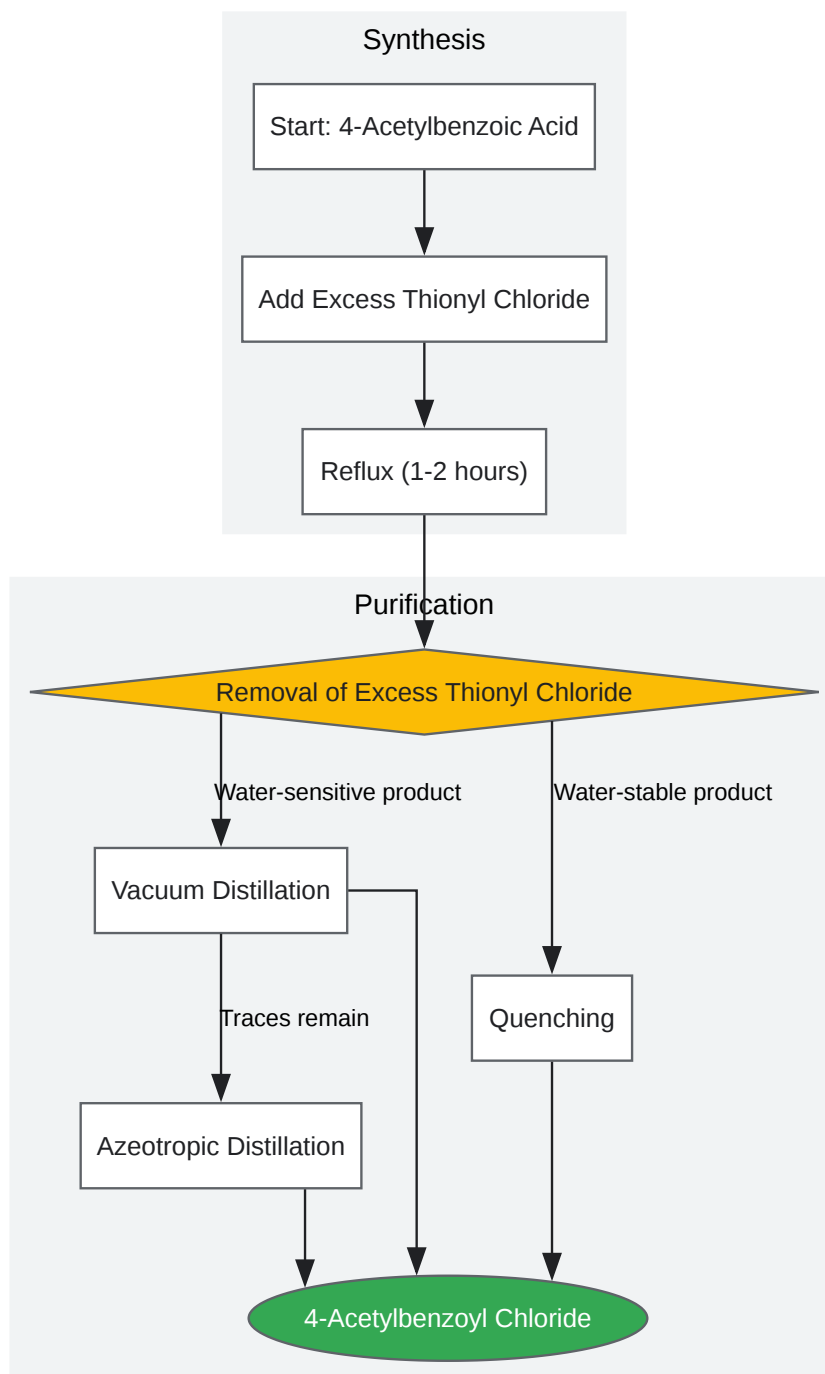 Synthesis
Start: 4-Acetylbenzoic Acid
Add Excess Thionyl Chloride
Reflux (1-2 hours)
Purification
Removal of Excess Thionyl Chloride
Water-sensitive product
Water-stable product
Vacuum Distillation
Traces remain
Quenching
Azeotropic Distillation
4-Acetylbenzoyl Chloride